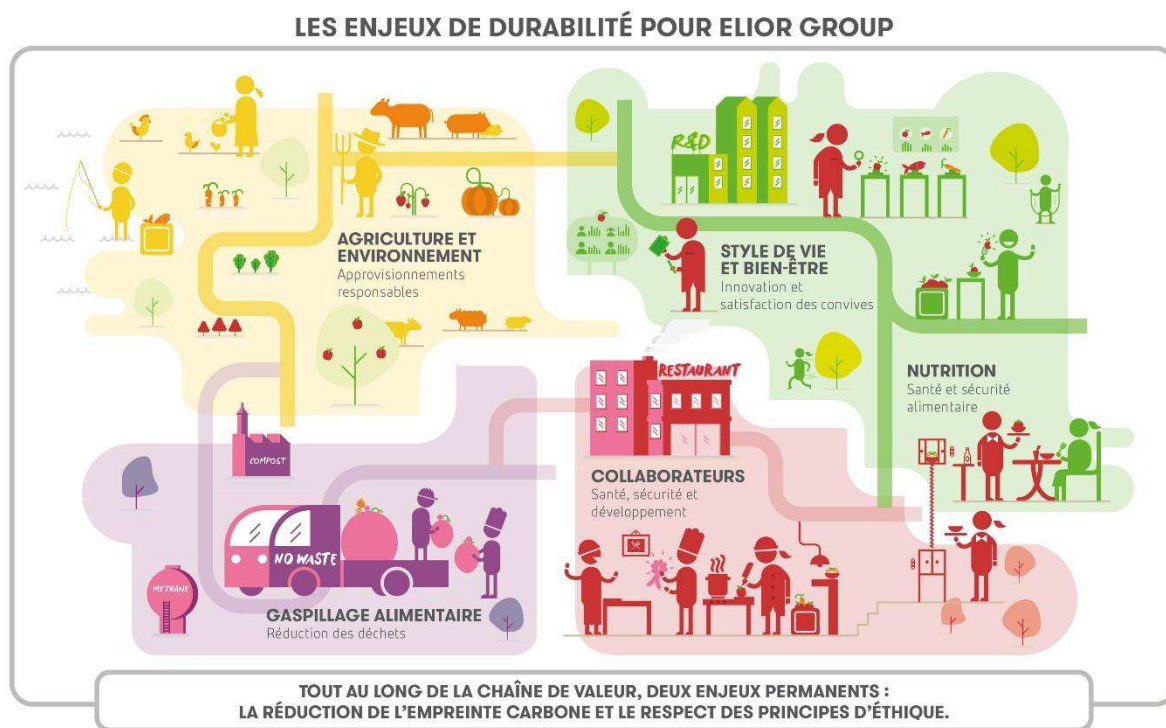 LES ENJEUX DE DURABILITÉ POUR ELIOR GROUP
R&D
AGRICULTURE ET
ENVIRONNEMENT
Approvisionnements
responsables
STYLE DE VIE
ET BIEN-ÊTRE
Innovation et
satisfaction des convives
RESTAURANT
NUTRITION
Santé et sécurité
alimentaire
COMPOST
COLLABORATEURS
Santé, sécurité et
développement
NO WASTE
METHANE
GASPILLAGE ALIMENTAIRE
Réduction des déchets
TOUT AU LONG DE LA CHAÎNE DE VALEUR, DEUX ENJEUX PERMANENTS :
LA RÉDUCTION DE L'EMPREINTE CARBONE ET LE RESPECT DES PRINCIPES D'ÉTHIQUE.